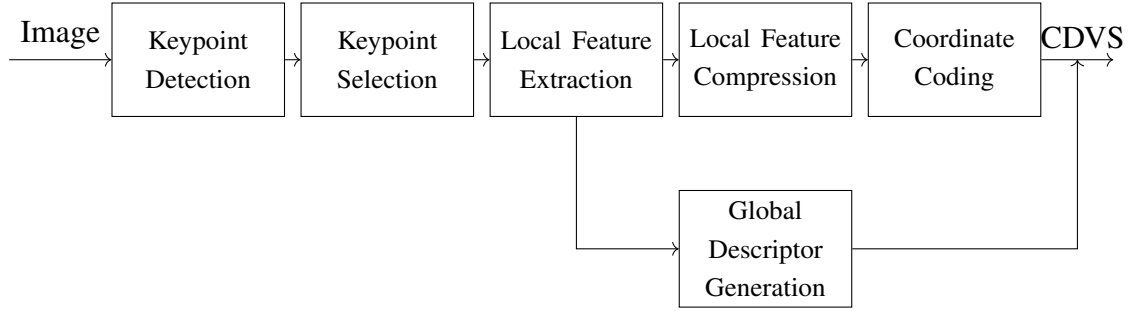 Image
Keypoint
Detection
Keypoint
Selection
Local Feature
Extraction
Local Feature
Compression
Coordinate
Coding
CDVS
Global
Descriptor
Generation